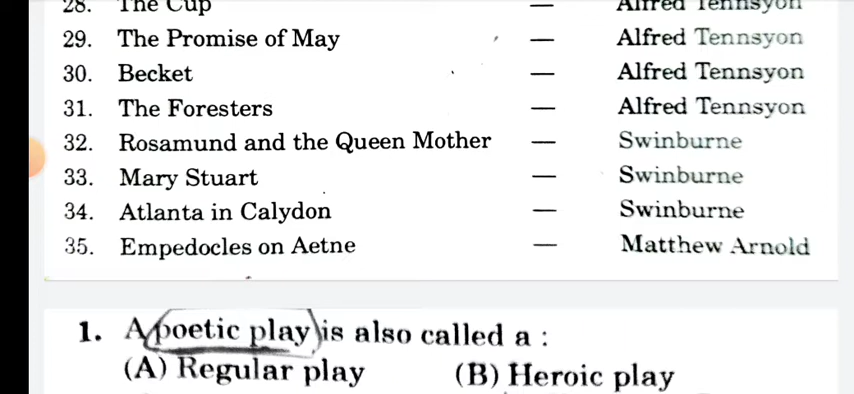 28. The Cup — Alfred Tennsyon
29. The Promise of May — Alfred Tennsyon
30. Becket — Alfred Tennsyon
31. The Foresters — Alfred Tennsyon
32. Rosamund and the Queen Mother — Swinburne
33. Mary Stuart — Swinburne
34. Atlanta in Calydon — Swinburne
35. Empedocles on Aetne — Matthew Arnold
1. A poetic play is also called a :
(A) Regular play (B) Heroic play